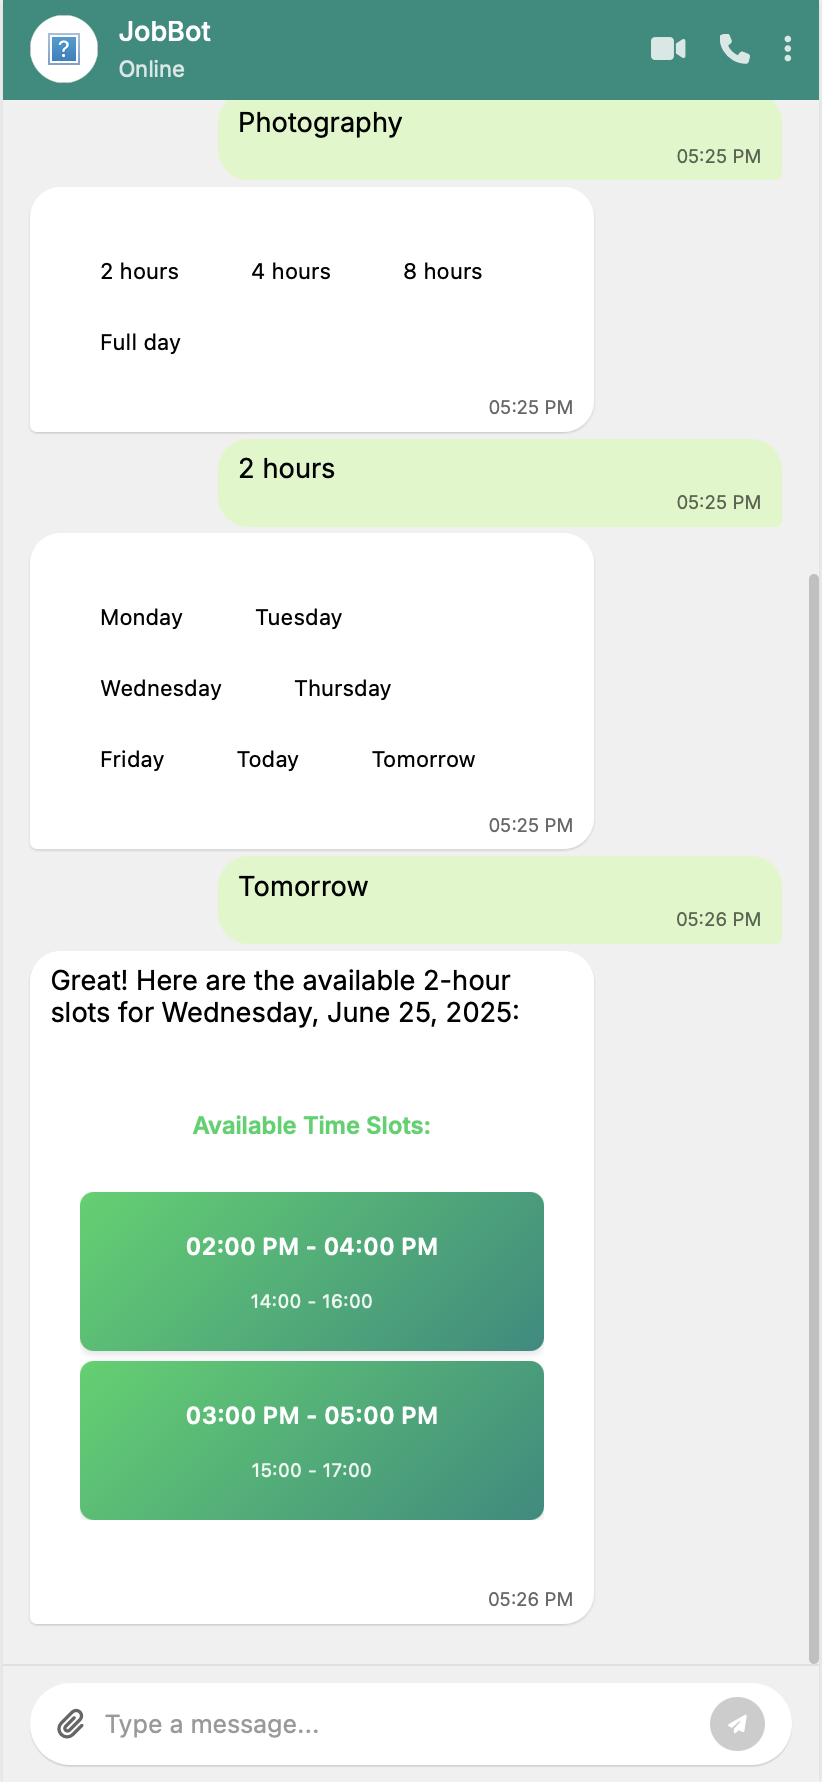 JobBot
Online
Photography
05:25 PM
2 hours 4 hours 8 hours
Full day
05:25 PM
2 hours
05:25 PM
Monday Tuesday
Wednesday Thursday
Friday Today Tomorrow
05:25 PM
Tomorrow
05:26 PM
Great! Here are the available 2-hour
slots for Wednesday, June 25, 2025:
Available Time Slots:
02:00 PM - 04:00 PM
14:00 - 16:00
03:00 PM - 05:00 PM
15:00 - 17:00
05:26 PM
Type a message...